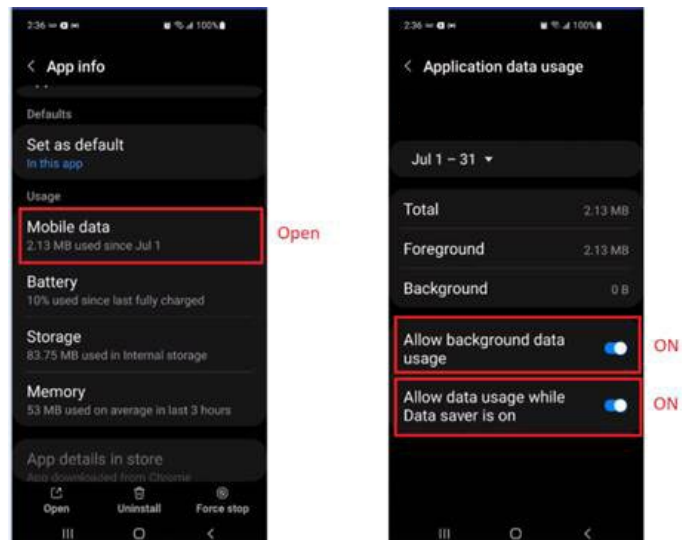 2:36
100%
< App info
Defaults
Set as default
In this app
Usage
Mobile data
2.13 MB used since Jul 1
Open
Battery
10% used since last fully charged
Storage
83.75 MB used in Internal storage
Memory
53 MB used on average in last 3 hours
App details in store
App downloaded from Chrome
Open
Uninstall
Force stop
2:36
100%
< Application data usage
Jul 1 – 31
Total
2.13 MB
Foreground
2.13 MB
Background
0 B
Allow background data
usage
ON
Allow data usage while
Data saver is on
ON